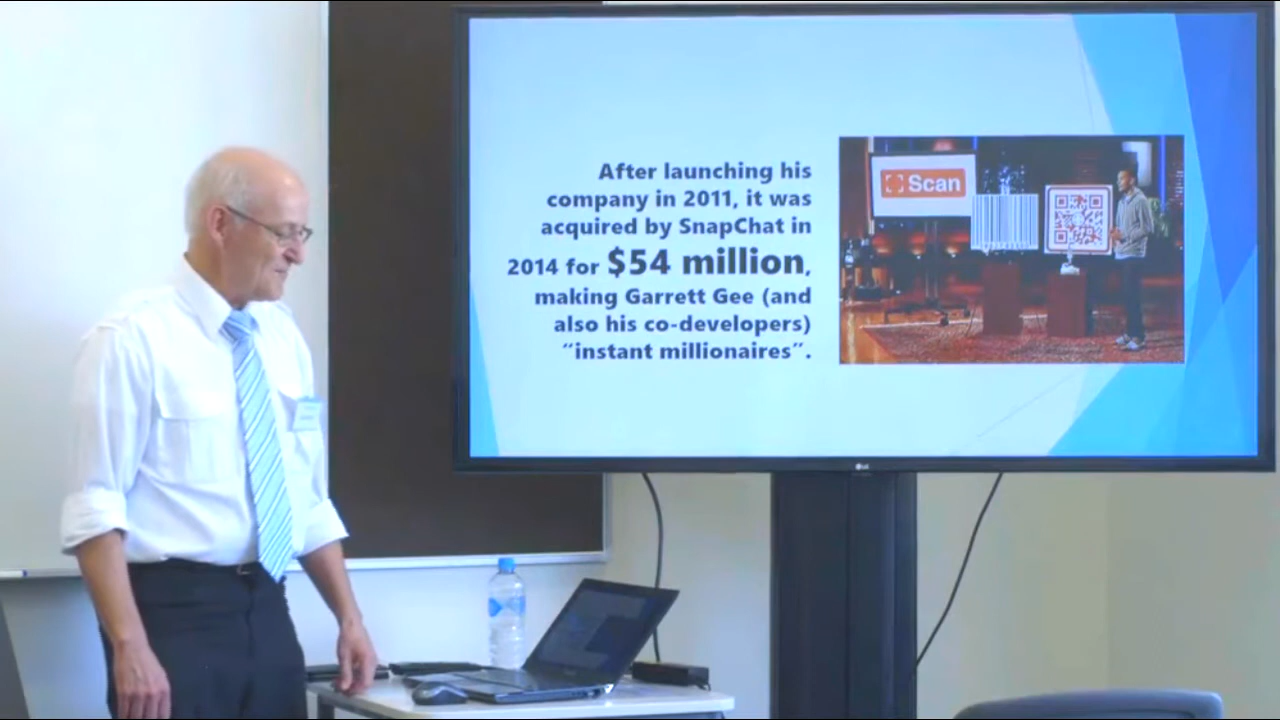 After launching his
company in 2011, it was
acquired by SnapChat in
2014 for $54 million,
making Garrett Gee (and
also his co-developers)
“instant millionaires”.
Scan
LG